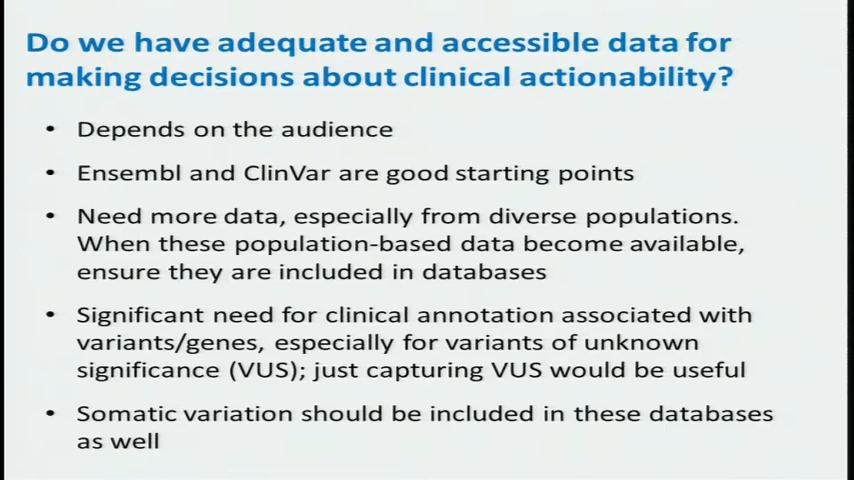 Do we have adequate and accessible data for
making decisions about clinical actionability?
• Depends on the audience
• Ensembl and ClinVar are good starting points
• Need more data, especially from diverse populations.
When these population-based data become available,
ensure they are included in databases
• Significant need for clinical annotation associated with
variants/genes, especially for variants of unknown
significance (VUS); just capturing VUS would be useful
• Somatic variation should be included in these databases
as well